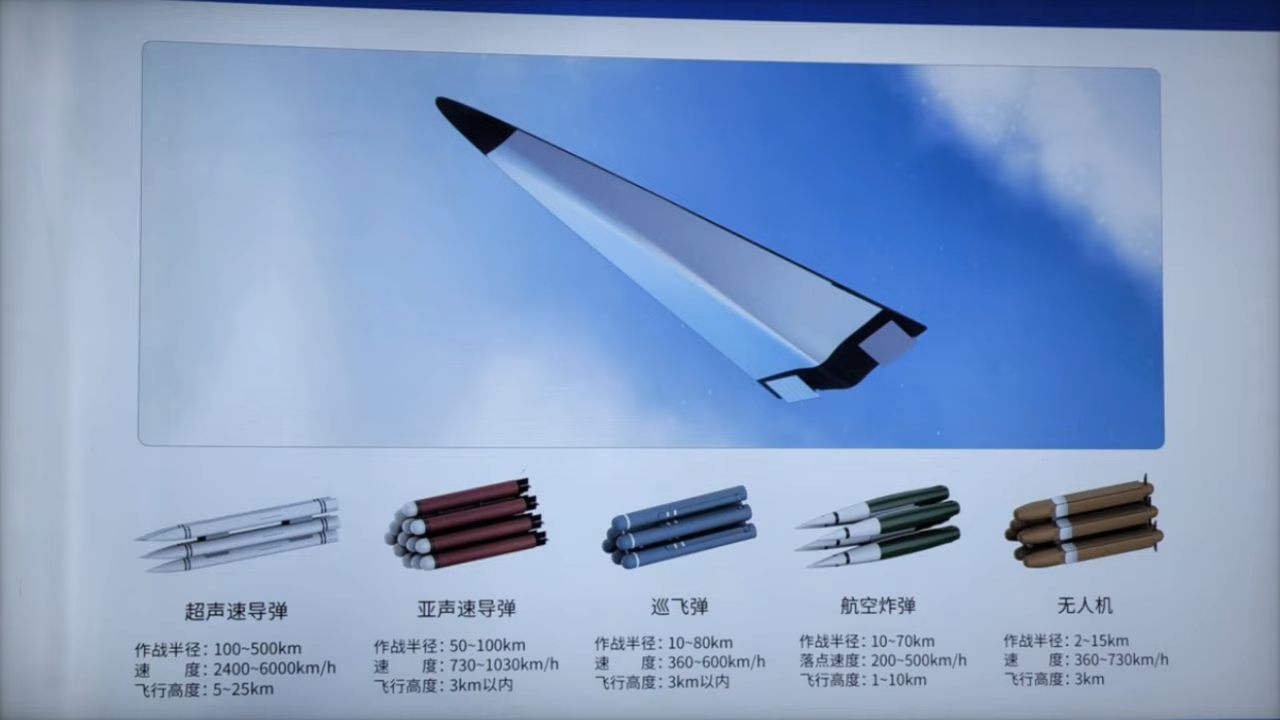 超声速导弹
作战半径：100~500km
速　　度：2400~6000km/h
飞行高度：5~25km
亚声速导弹
作战半径：50~100km
速　　度：730~1030km/h
飞行高度：3km以内
巡飞弹
作战半径：10~80km
速　　度：360~600km/h
飞行高度：3km以内
航空炸弹
作战半径：10~70km
落点速度：200~500km/h
飞行高度：1~10km
无人机
作战半径：2~15km
速　　度：360~730km/h
飞行高度：3km